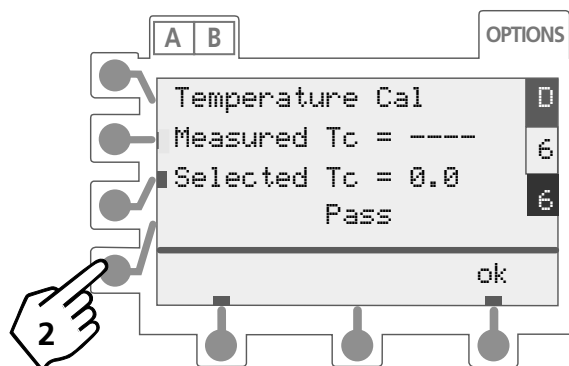 A B OPTIONS
Temperature Cal D
Measured Tc = ---- 6
Selected Tc = 0.0 6
Pass
ok
2